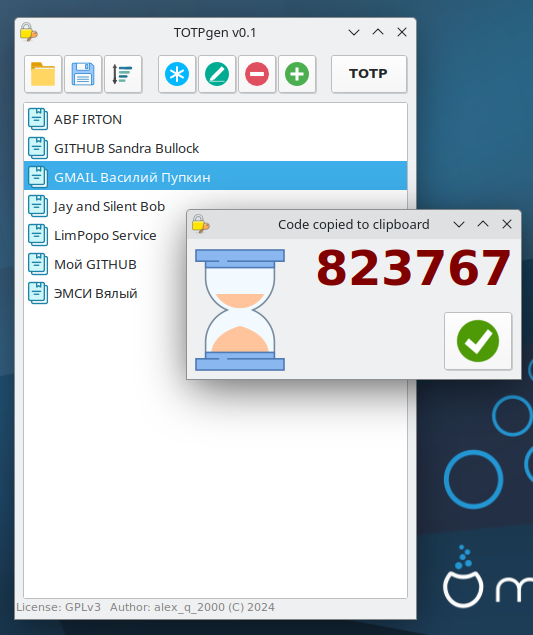 TOTPgen v0.1
TOTP
ABF IRTON
GITHUB Sandra Bullock
GMAIL Василий Пупкин
Jay and Silent Bob
LimPopo Service
Мой GITHUB
ЭМСИ Вялый
Code copied to clipboard
823767
License: GPLv3 Author: alex_q_2000 (C) 2024